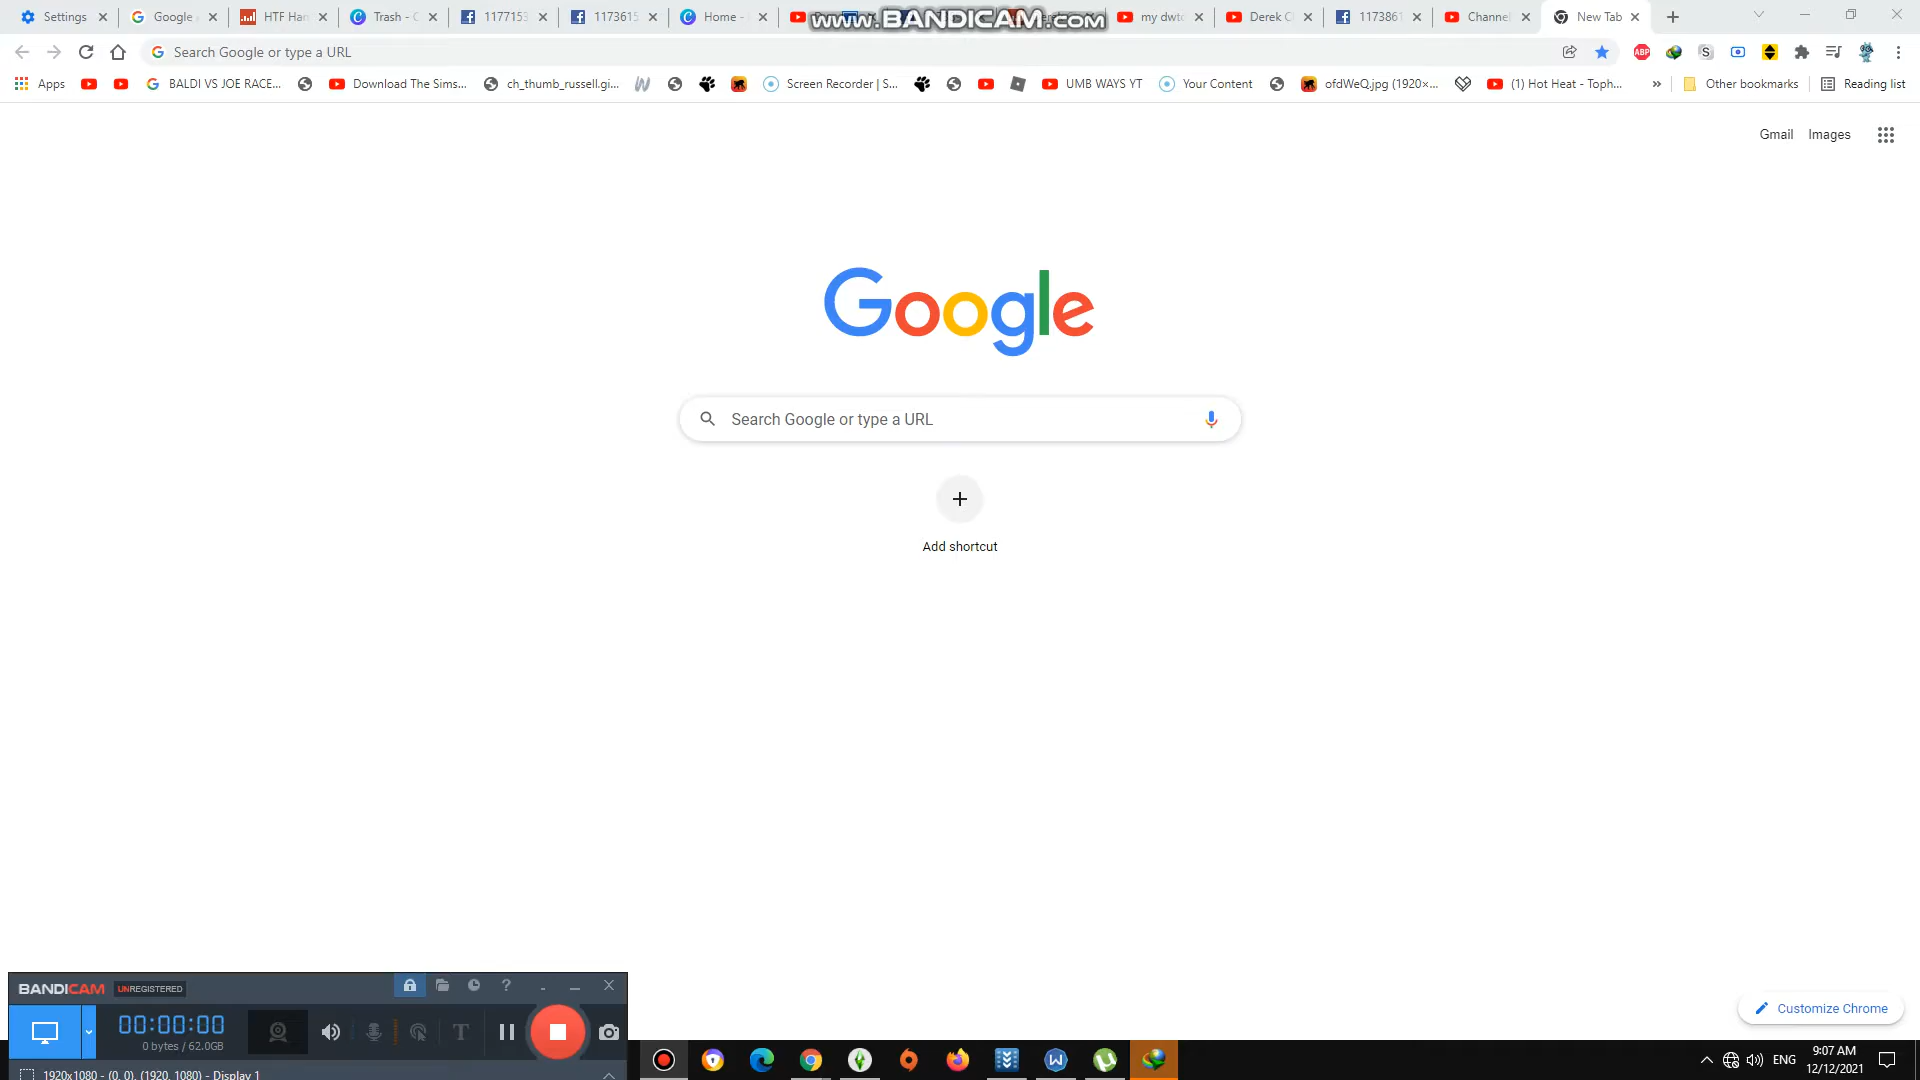 Settings
Google
HTF Han
Trash - C
1177153
1173615
Home -
www.BANDICAM.com
my dwtc
Derek C
1173861
Channel
New Tab
Search Google or type a URL
ABP
S
Apps
BALDI VS JOE RACE...
Download The Sims...
ch_thumb_russell.gi...
Screen Recorder | S...
UMB WAYS YT
Your Content
ofdWeQ.jpg (1920×...
(1) Hot Heat - Toph...
»
Other bookmarks
Reading list
Gmail
Images
Google
Search Google or type a URL
Add shortcut
Customize Chrome
BANDICAM
UNREGISTERED
00:00:00
0 bytes / 62.0GB
1920x1080 - (0, 0), (1920, 1080) - Display 1
ENG
9:07 AM
12/12/2021